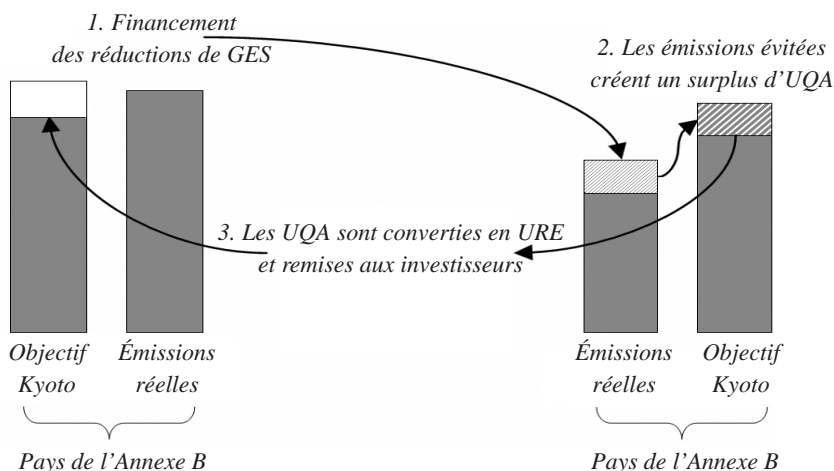 1. Financement
des réductions de GES
2. Les émissions évitées
créent un surplus d’UQA
3. Les UQA sont converties en URE
et remises aux investisseurs
Objectif
Kyoto
Émissions
réelles
Émissions
réelles
Objectif
Kyoto
Pays de l’Annexe B
Pays de l’Annexe B